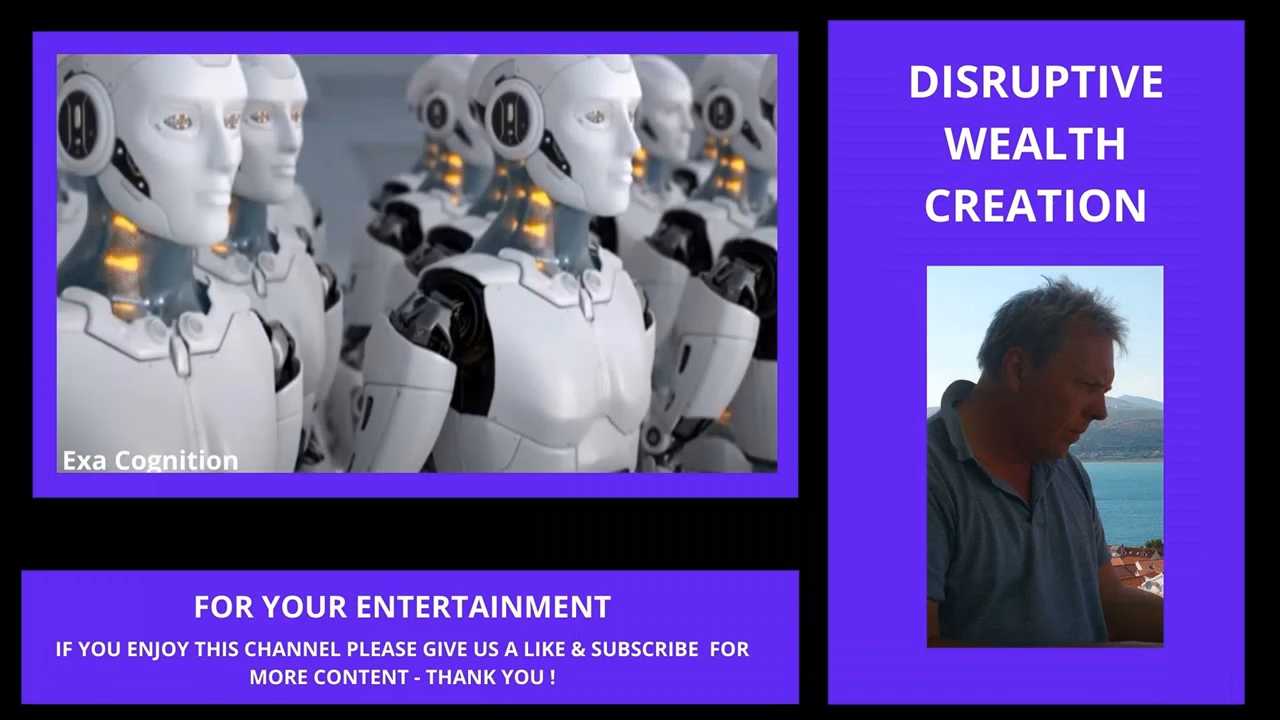 DISRUPTIVE
WEALTH
CREATION
Exa Cognition
FOR YOUR ENTERTAINMENT
IF YOU ENJOY THIS CHANNEL PLEASE GIVE US A LIKE & SUBSCRIBE FOR
MORE CONTENT - THANK YOU !